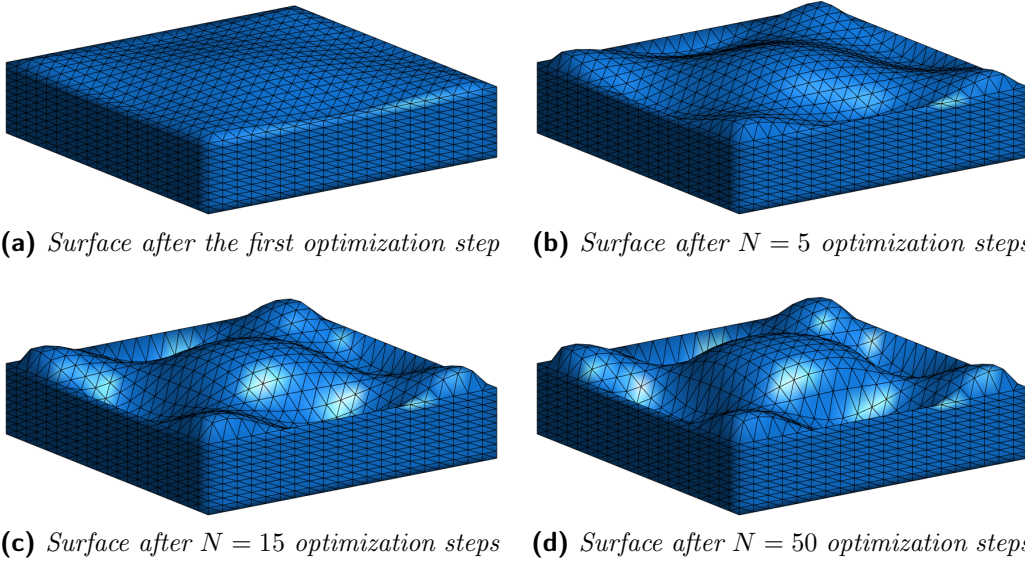 (a) Surface after the first optimization step
(b) Surface after N = 5 optimization steps
(c) Surface after N = 15 optimization steps
(d) Surface after N = 50 optimization steps